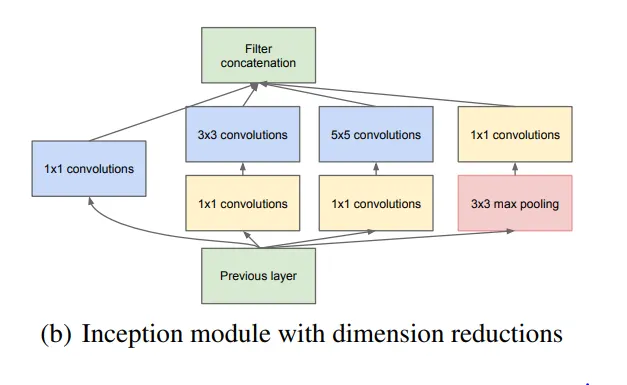 Filter
concatenation
3x3 convolutions
5x5 convolutions
1x1 convolutions
1x1 convolutions
1x1 convolutions
1x1 convolutions
3x3 max pooling
Previous layer
(b) Inception module with dimension reductions